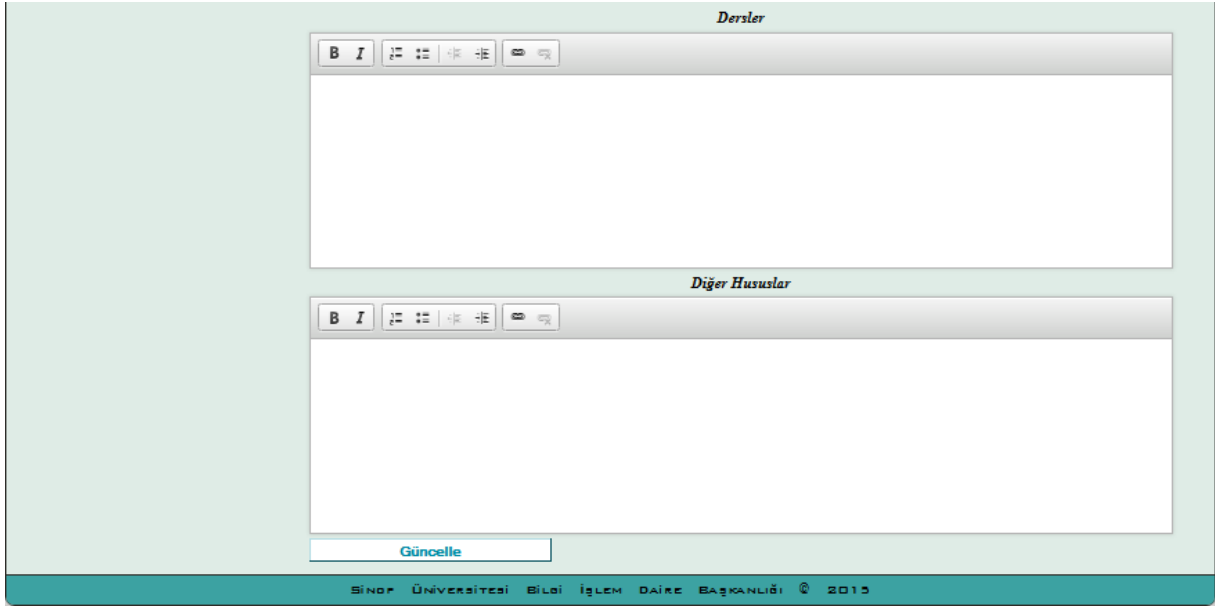 Dersler
B I
Diğer Hususlar
B I
Güncelle
Sinop Üniversitesi Bilgi İşlem Daire Başkanlığı © 2015